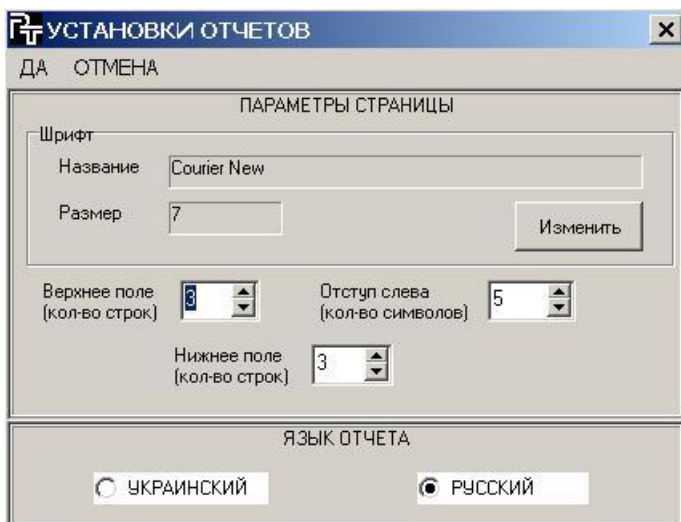 УСТАНОВКИ ОТЧЕТОВ
ДА ОТМЕНА
ПАРАМЕТРЫ СТРАНИЦЫ
Шрифт
Название Courier New
Размер 7 Изменить
Верхнее поле
(кол-во строк) 3
Отступ слева
(кол-во символов) 5
Нижнее поле
(кол-во строк) 3
ЯЗЫК ОТЧЕТА
УКРАИНСКИЙ РУССКИЙ